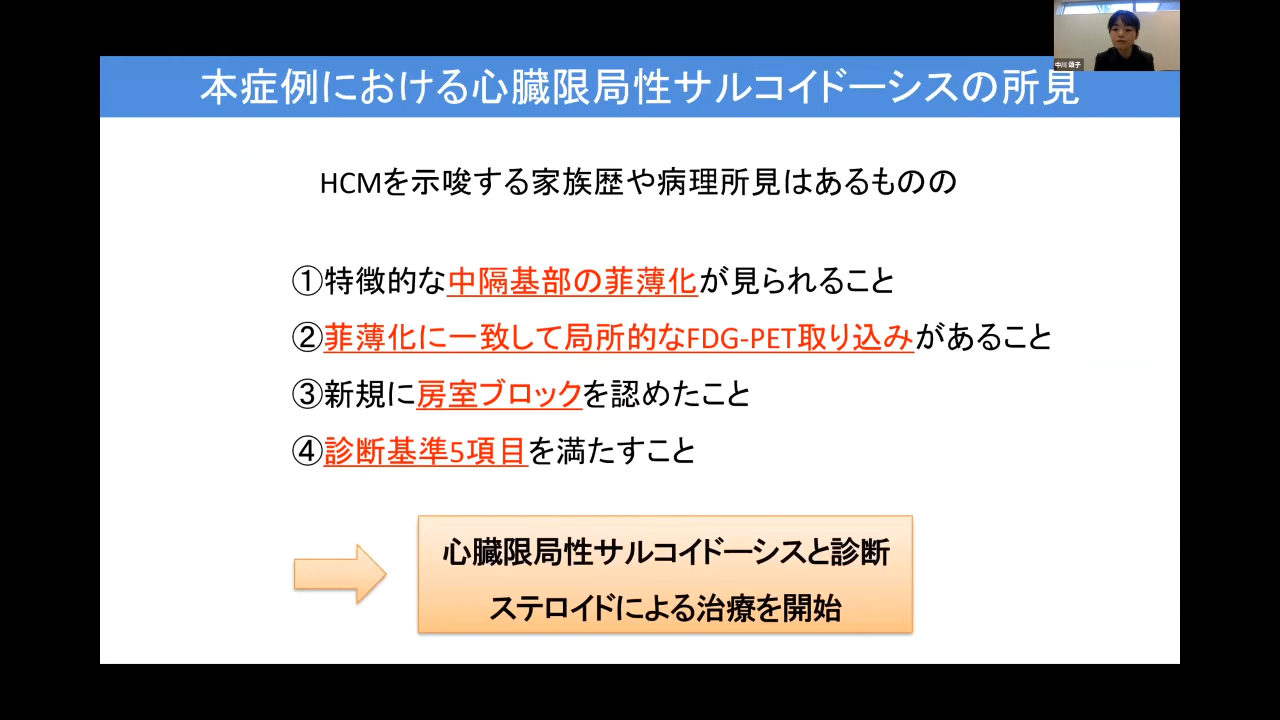 本症例における心臓限局性サルコイドーシスの所見
中川 頌子
HCMを示唆する家族歴や病理所見はあるものの
①特徴的な中隔基部の菲薄化が見られること
②菲薄化に一致して局所的なFDG-PET取り込みがあること
③新規に房室ブロックを認めたこと
④診断基準5項目を満たすこと
心臓限局性サルコイドーシスと診断
ステロイドによる治療を開始